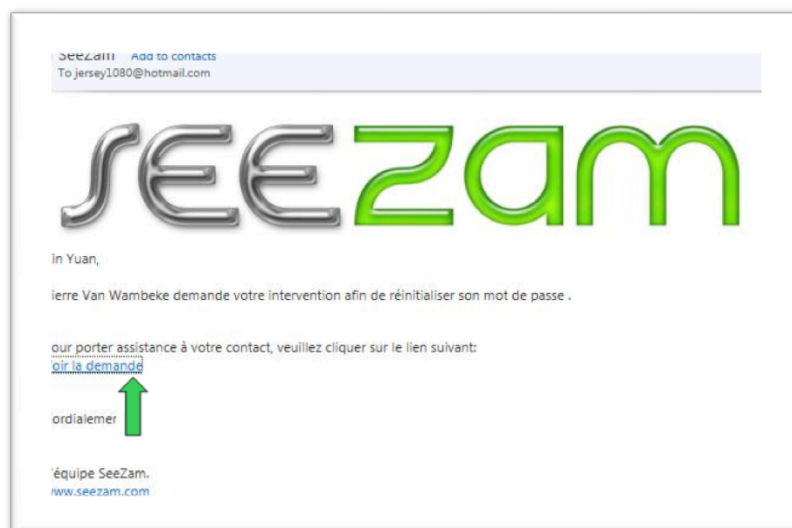 SeeZam Add to contacts
To jersey1080@hotmail.com
SEEZam
in Yuan,
ierre Van Wambeke demande votre intervention afin de réinitialiser son mot de passe .
our porter assistance à votre contact, veuillez cliquer sur le lien suivant:
oir la demande
ordialemen
'équipe SeeZam.
www.seezam.com